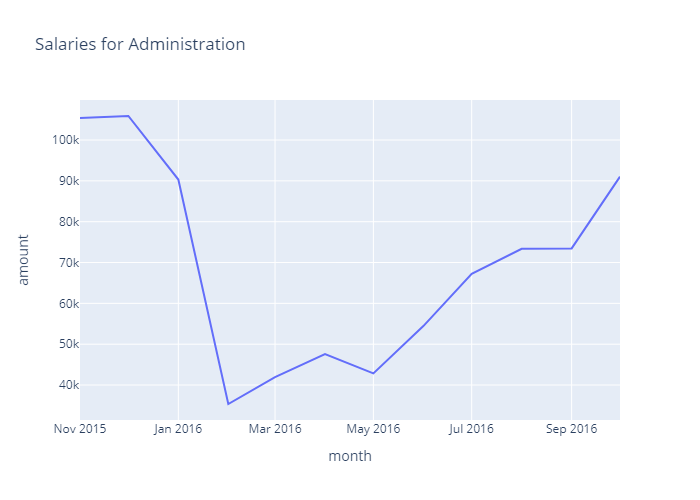 Salaries for Administration
100k
90k
80k
70k
60k
50k
40k
amount
Nov 2015 Jan 2016 Mar 2016 May 2016 Jul 2016 Sep 2016
month